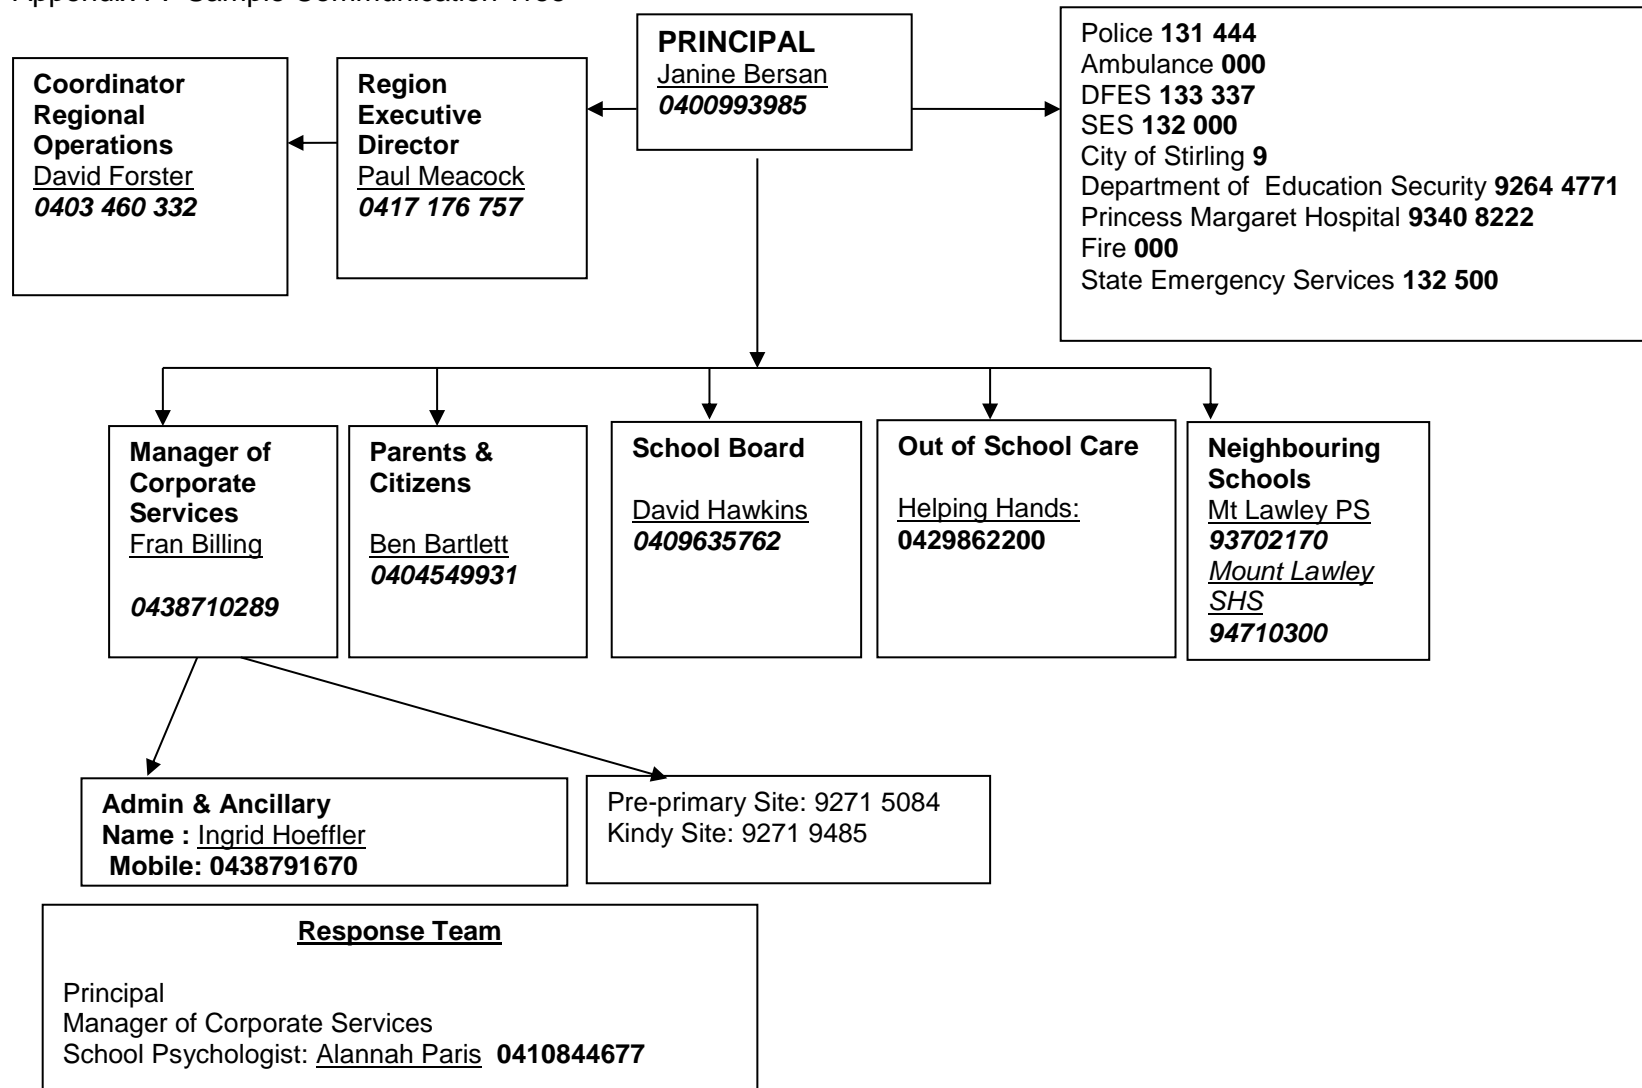 Appendix Sample Communication Tree
PRINCIPAL
Janine Bersan
0400993985
Coordinator
Regional
Operations
David Forster
0403 460 332
Region
Executive
Director
Paul Meacock
0417 176 757
Police 131 444
Ambulance 000
DFES 133 337
SES 132 000
City of Stirling 9
Department of Education Security 9264 4771
Princess Margaret Hospital 9340 8222
Fire 000
State Emergency Services 132 500
Manager of
Corporate
Services
Fran Billing
0438710289
Parents &
Citizens
Ben Bartlett
0404549931
School Board
David Hawkins
0409635762
Out of School Care
Helping Hands:
0429862200
Neighbouring
Schools
Mt Lawley PS
93702170
Mount Lawley
SHS
94710300
Admin & Ancillary
Name : Ingrid Hoeffler
Mobile: 0438791670
Pre-primary Site: 9271 5084
Kindy Site: 9271 9485
Response Team
Principal
Manager of Corporate Services
School Psychologist: Alannah Paris 0410844677